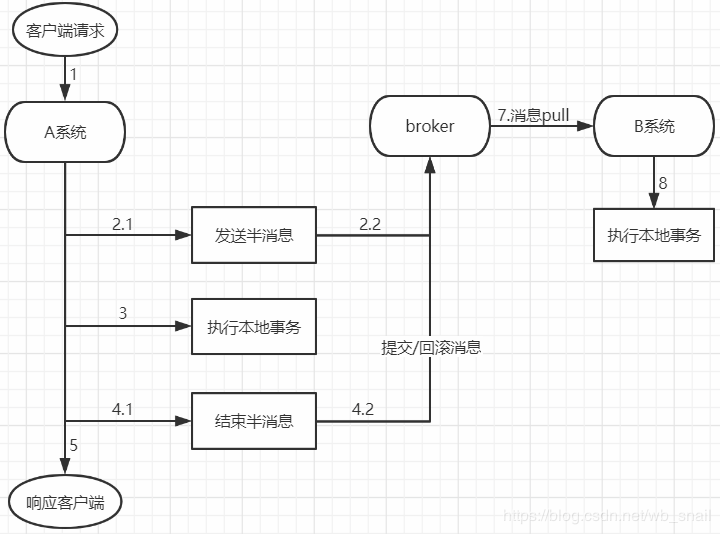 客户端请求
1
A系统
broker
7.消息pull
B系统
8
2.1
发送半消息
2.2
执行本地事务
3
执行本地事务
提交/回滚消息
4.1
结束半消息
4.2
5
响应客户端
https://blog.csdn.net/wb_snail